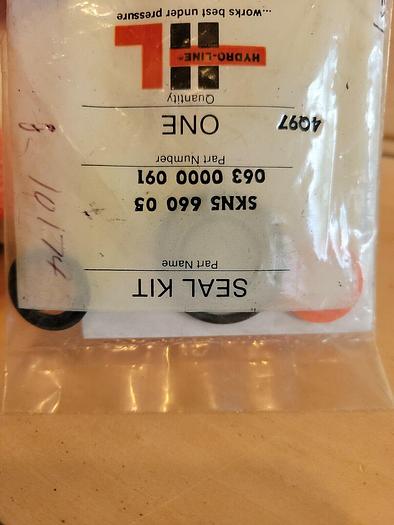 SEAL KIT
Part Name
SKN5 660 05
063 0000 091
Part Number
ONE 4Q97
Quantity
HYDRO-LINE®
...works best under pressure
10174